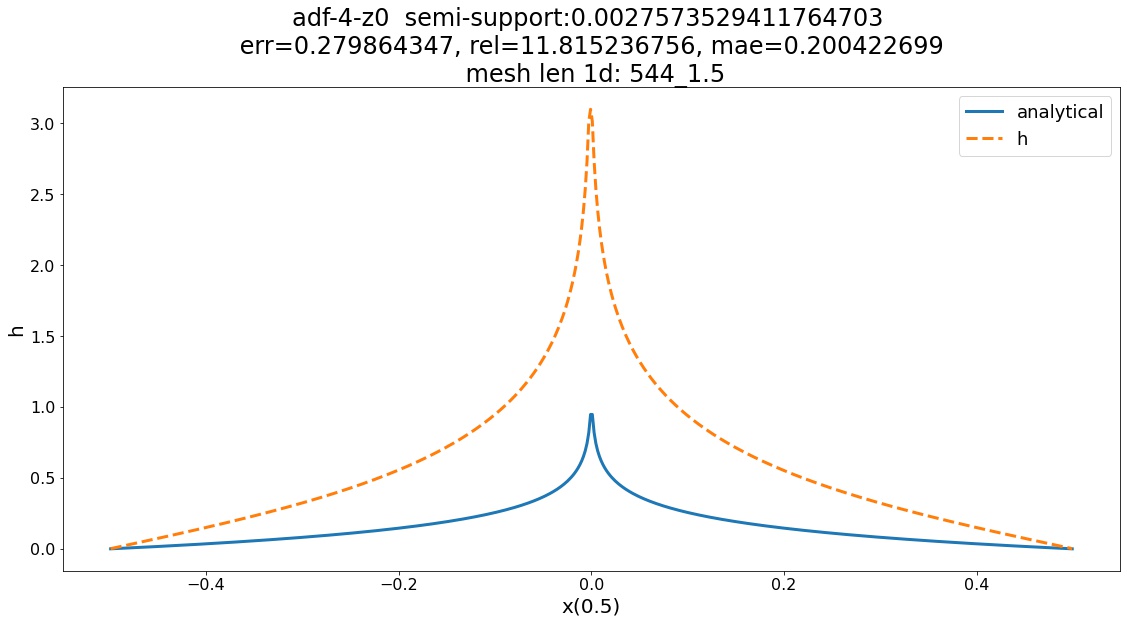 adf-4-z0  semi-support:0.0027573529411764703
err=0.279864347, rel=11.815236756, mae=0.200422699
mesh len 1d: 544_1.5
analytical
h
3.0
2.5
2.0
1.5
1.0
0.5
0.0
h
−0.4
−0.2
0.0
0.2
0.4
x(0.5)